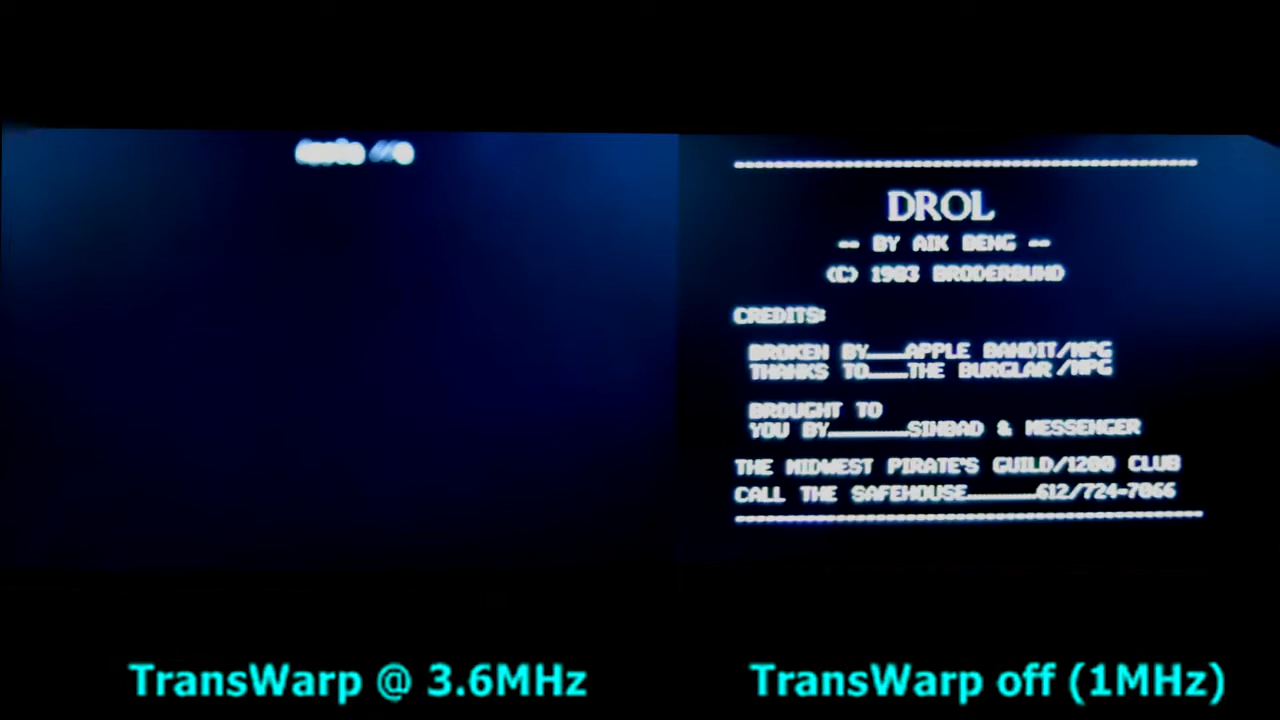 Apple //e
--------------------------------
DROL
-- BY AIK BENG --
(C) 1983 BRODERBUND
CREDITS:
BROKEN BY.....APPLE BANDIT/MPG
THANKS TO.....THE BURGLAR/MPG
BROUGHT TO
YOU BY..........SINBAD & MESSENGER
THE MIDWEST PIRATE'S GUILD/1200 CLUB
CALL THE SAFEHOUSE.........612/724-7066
--------------------------------
TransWarp @ 3.6MHz
TransWarp off (1MHz)